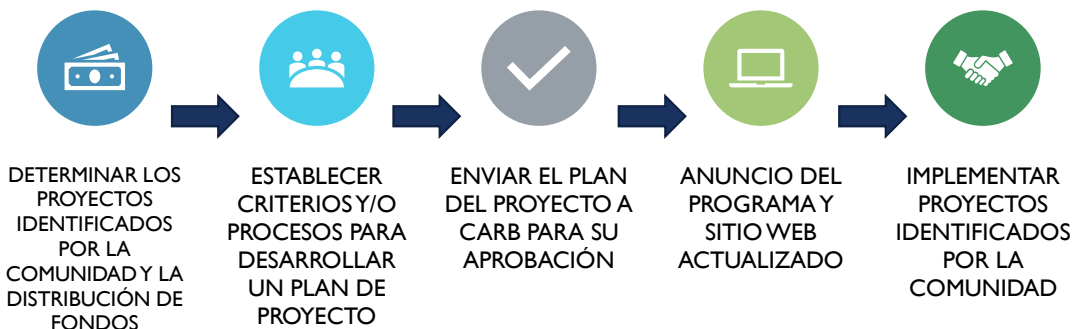 DETERMINAR LOS
PROYECTOS
IDENTIFICADOS
POR LA
COMUNIDAD Y LA
DISTRIBUCIÓN DE
FONDOS
ESTABLECER
CRITERIOS Y/O
PROCESOS PARA
DESARROLLAR
UN PLAN DE
PROYECTO
ENVIAR EL PLAN
DEL PROYECTO A
CARB PARA SU
APROBACIÓN
ANUNCIO DEL
PROGRAMA Y
SITIO WEB
ACTUALIZADO
IMPLEMENTAR
PROYECTOS
IDENTIFICADOS
POR LA
COMUNIDAD